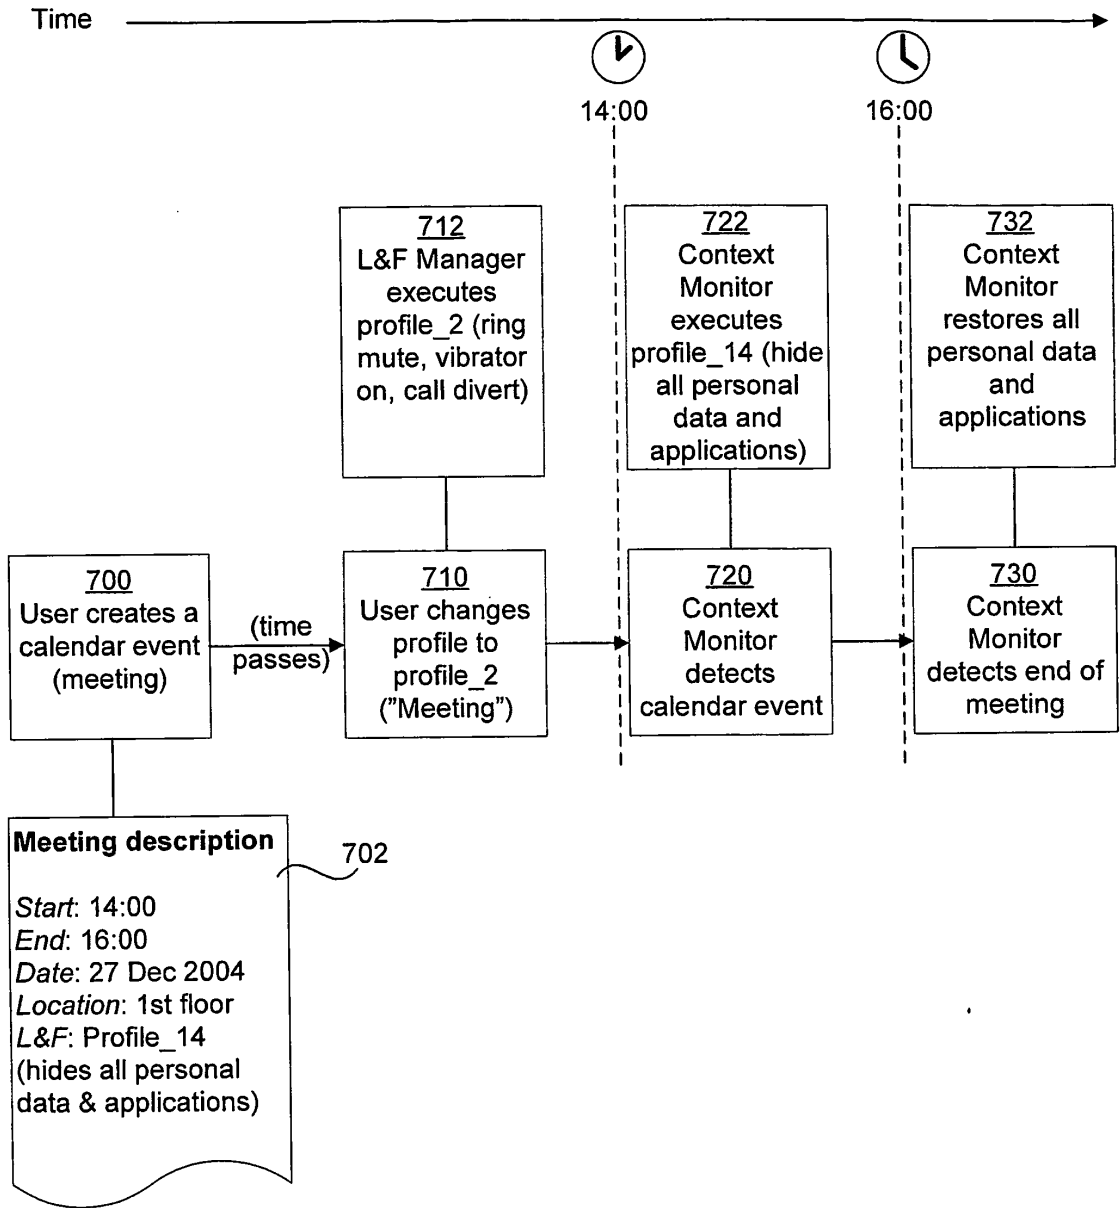 Time
14:00
16:00
712
L&F Manager
executes
profile_2 (ring
mute, vibrator
on, call divert)
722
Context
Monitor
executes
profile_14 (hide
all personal
data and
applications)
732
Context
Monitor
restores all
personal data
and
applications
700
User creates a
calendar event
(meeting)
(time
passes)
710
User changes
profile to
profile_2
("Meeting")
720
Context
Monitor
detects
calendar event
730
Context
Monitor
detects end of
meeting
Meeting description
702
Start: 14:00
End: 16:00
Date: 27 Dec 2004
Location: 1st floor
L&F: Profile_14
(hides all personal
data & applications)